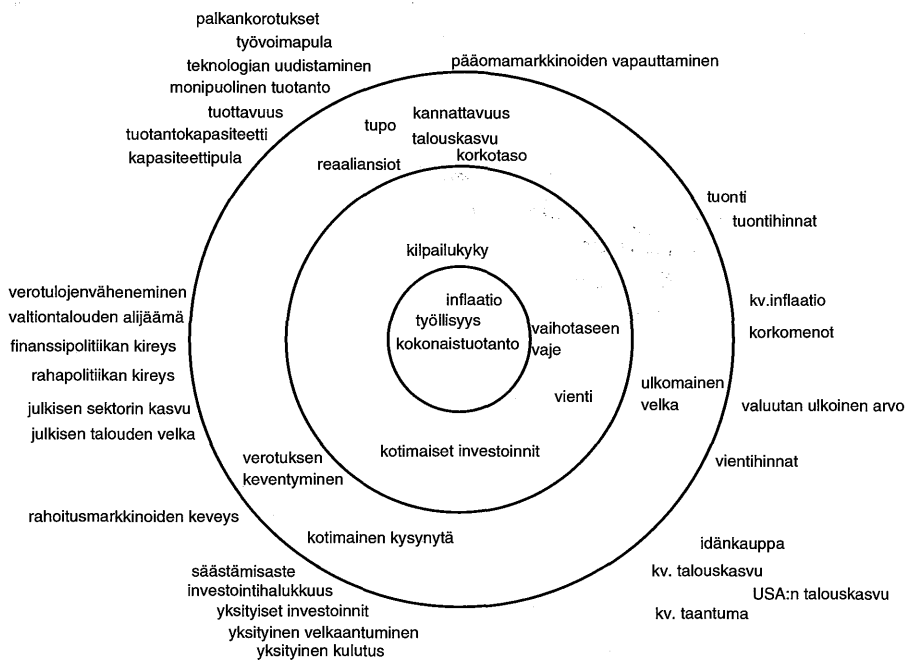 palkankorotukset
työvoimapula
teknologian uudistaminen
monipuolinen tuotanto
tuottavuus
tuotantokapasiteetti
kapasiteettipula
pääomamarkkinoiden vapauttaminen
tupo
kannattavuus
talouskasvu
korkotaso
reaaliansiot
tuonti
tuontihinnat
kilpailukyky
verotulojenväheneminen
valtiontalouden alijäämä
finanssipolitiikan kireys
rahapolitiikan kireys
julkisen sektorin kasvu
julkisen talouden velka
inflaatio
työllisyys
kokonaistuotanto
vaihotaseen
vaje
vienti
kv.inflaatio
korkomenot
ulkomainen
velka
valuutan ulkoinen arvo
vientihinnat
kotimaiset investoinnit
verotuksen
keventyminen
rahoitusmarkkinoiden keveys
kotimainen kysynytä
säästämisaste
investointihalukkuus
yksityiset investoinnit
yksityinen velkaantuminen
yksityinen kulutus
idänkauppa
kv. talouskasvu
USA:n talouskasvu
kv. taantuma